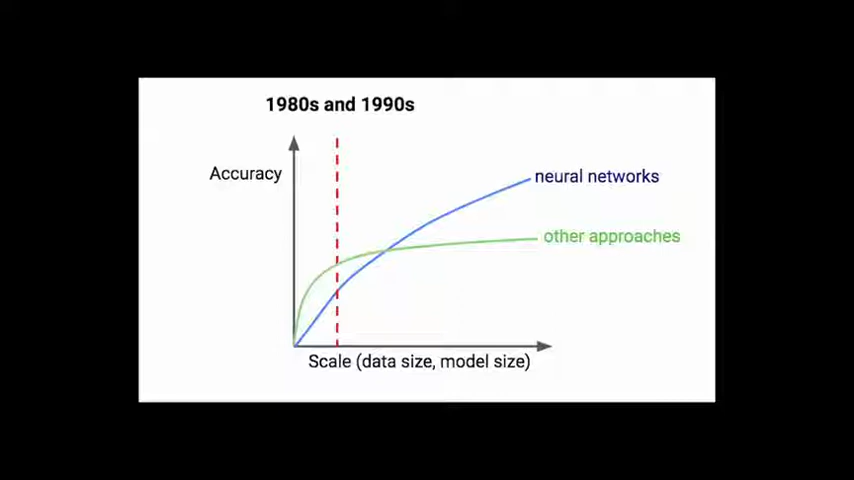 1980s and 1990s
Accuracy
neural networks
other approaches
Scale (data size, model size)